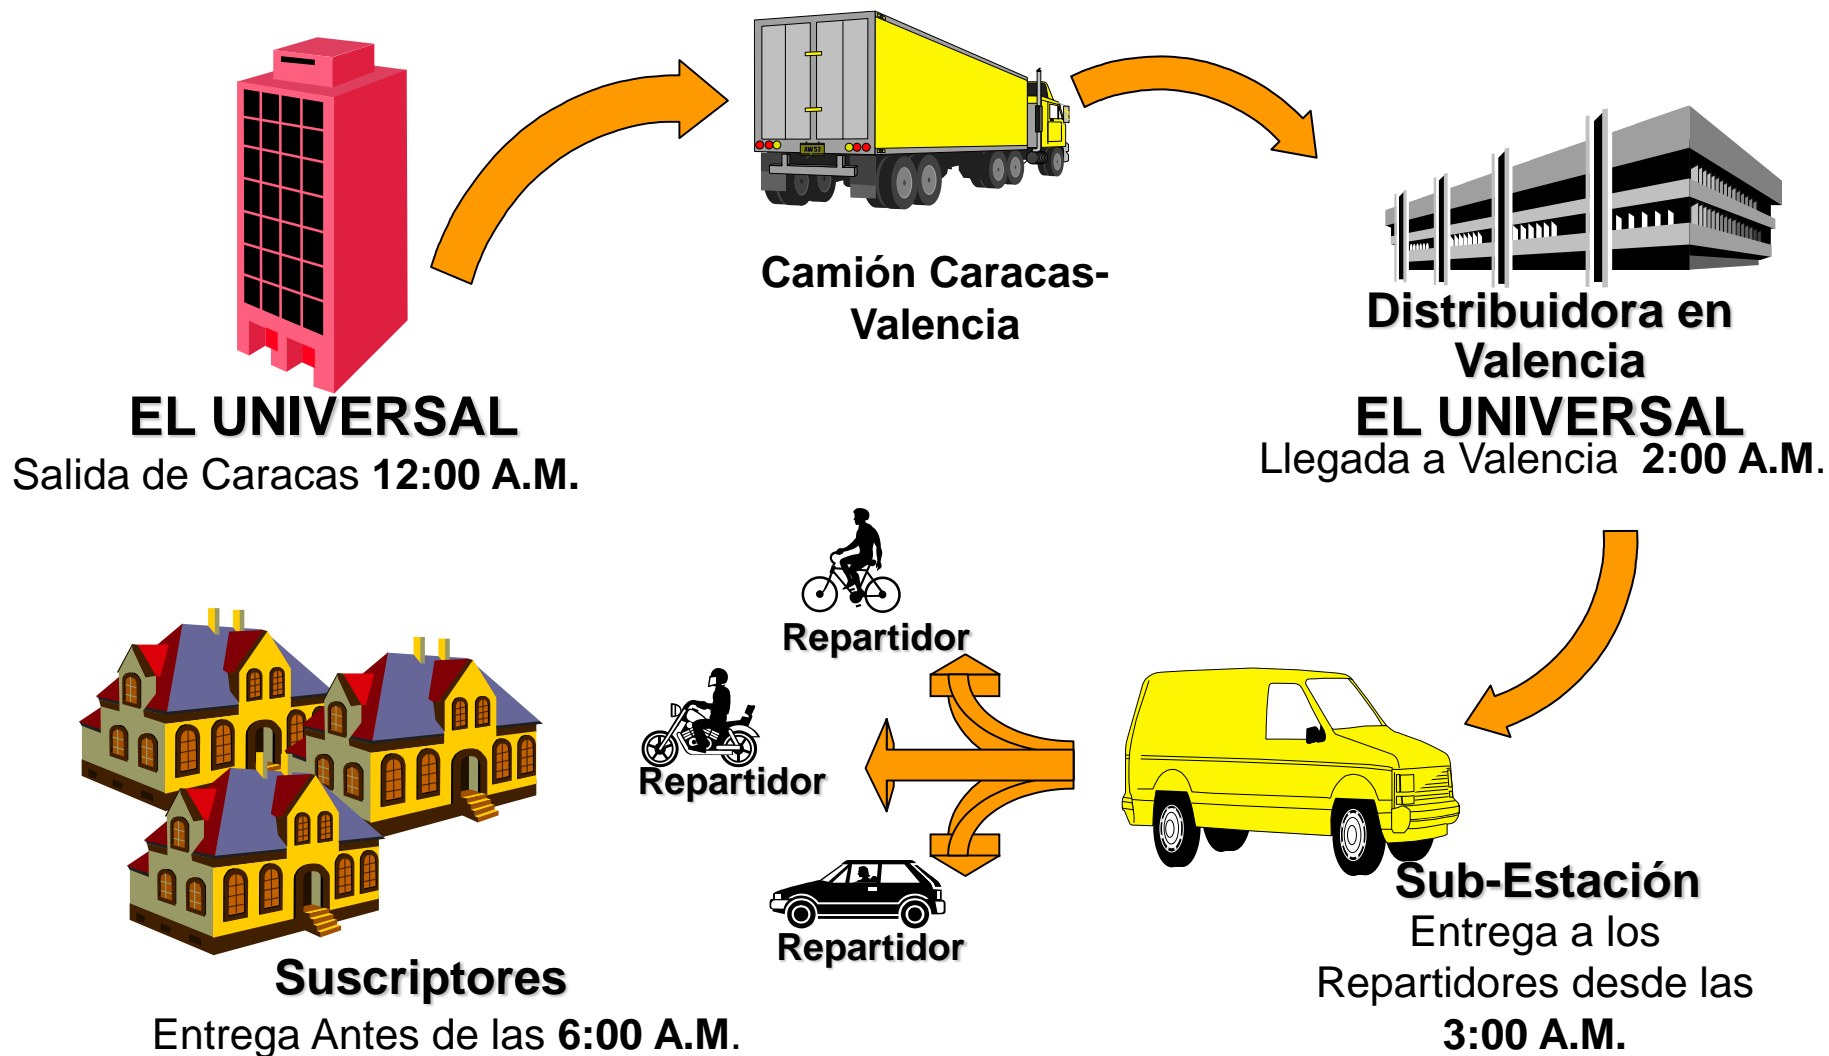 AW53
Camión Caracas-
Valencia
Distribuidora en
Valencia
EL UNIVERSAL
Llegada a Valencia 2:00 A.M.
EL UNIVERSAL
Salida de Caracas 12:00 A.M.
Repartidor
Repartidor
Repartidor
Sub-Estación
Entrega a los
Repartidores desde las
3:00 A.M.
Suscriptores
Entrega Antes de las 6:00 A.M.